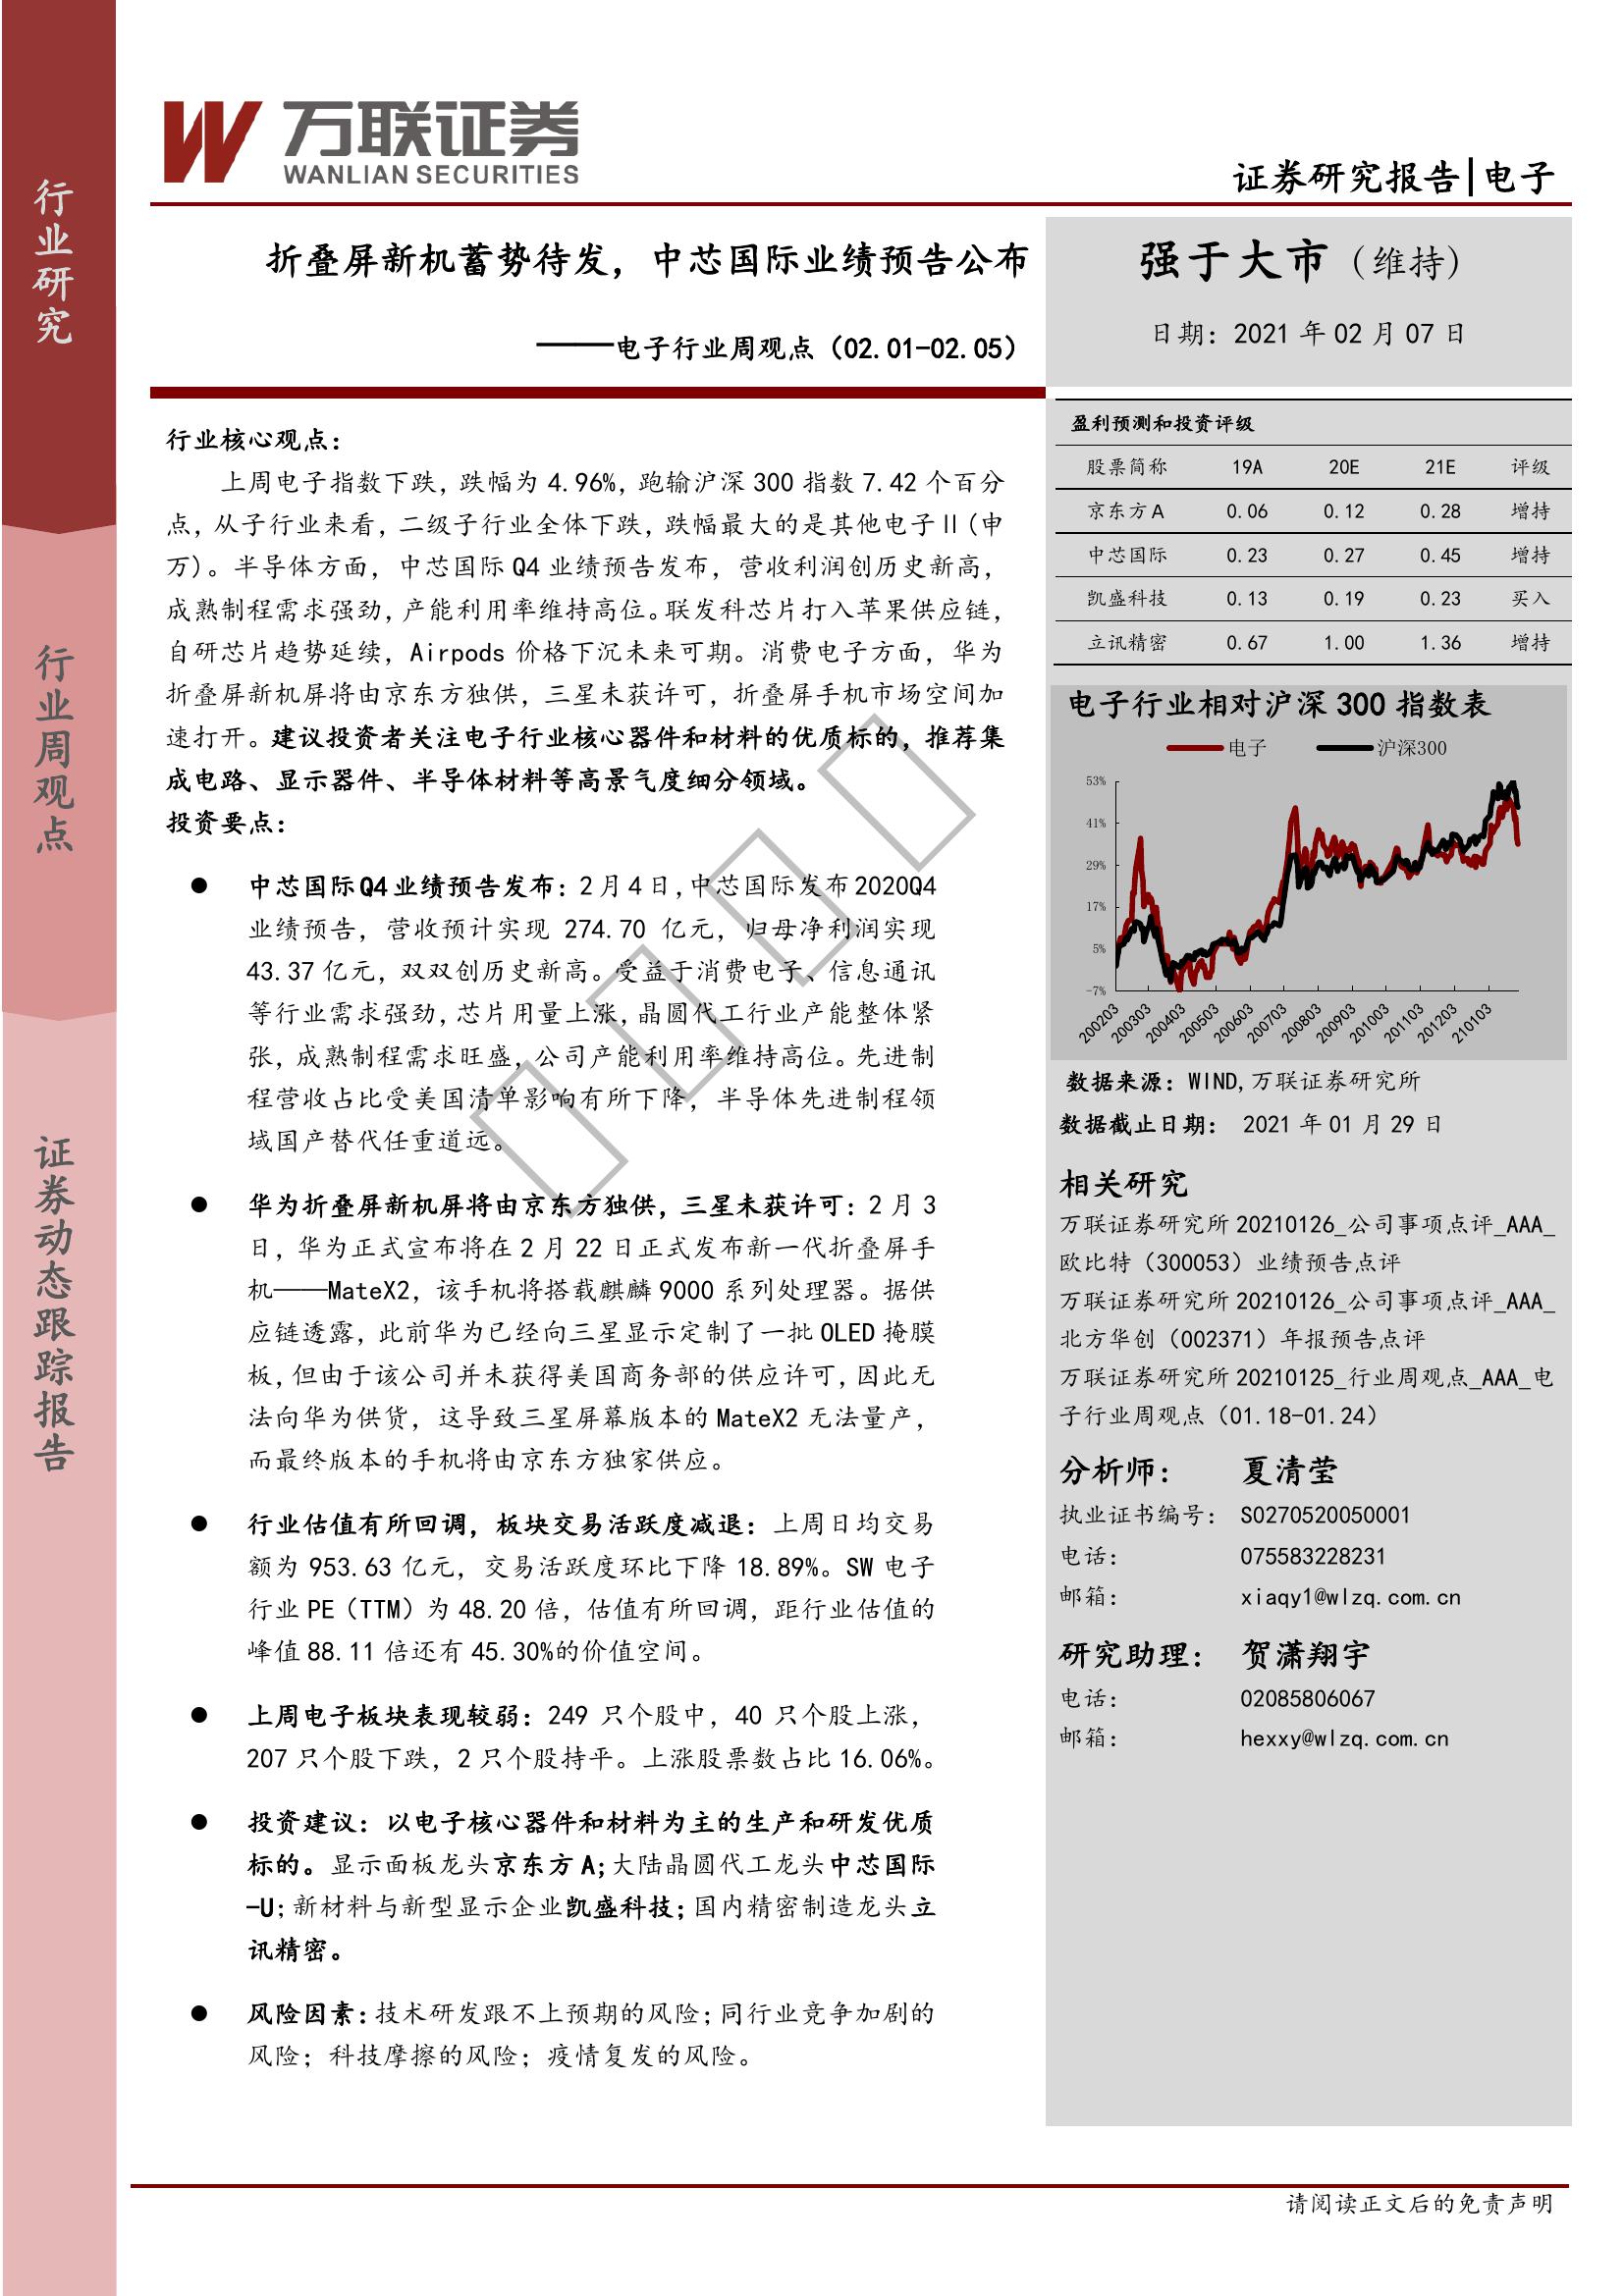 万联证券
WANLIAN SECURITIES
证券研究报告|电子
行业研究
行业周观点
证券动态跟踪报告
折叠屏新机蓄势待发，中芯国际业绩预告公布
——电子行业周观点（02.01-02.05）
强于大市（维持）
日期：2021 年 02 月 07 日
行业核心观点：
上周电子指数下跌，跌幅为 4.96%，跑输沪深 300 指数 7.42 个百分
点，从子行业来看，二级子行业全体下跌，跌幅最大的是其他电子Ⅱ(申
万)。半导体方面，中芯国际 Q4 业绩预告发布，营收利润创历史新高，
成熟制程需求强劲，产能利用率维持高位。联发科芯片打入苹果供应链，
自研芯片趋势延续，Airpods 价格下沉未来可期。消费电子方面，华为
折叠屏新机屏将由京东方独供，三星未获许可，折叠屏手机市场空间加
速打开。建议投资者关注电子行业核心器件和材料的优质标的，推荐集
成电路、显示器件、半导体材料等高景气度细分领域。
投资要点：
● 中芯国际Q4业绩预告发布：2月4日,中芯国际发布2020Q4
业绩预告，营收预计实现 274.70 亿元，归母净利润实现
43.37 亿元，双双创历史新高。受益于消费电子、信息通讯
等行业需求强劲，芯片用量上涨，晶圆代工行业产能整体紧
张，成熟制程需求旺盛，公司产能利用率维持高位。先进制
程营收占比受美国清单影响有所下降，半导体先进制程领
域国产替代任重道远。
● 华为折叠屏新机屏将由京东方独供，三星未获许可：2 月 3
日，华为正式宣布将在 2 月 22 日正式发布新一代折叠屏手
机——MateX2，该手机将搭载麒麟 9000 系列处理器。据供
应链透露，此前华为已经向三星显示定制了一批 OLED 掩膜
板，但由于该公司并未获得美国商务部的供应许可，因此无
法向华为供货，这导致三星屏幕版本的 MateX2 无法量产，
而最终版本的手机将由京东方独家供应。
● 行业估值有所回调，板块交易活跃度减退：上周日均交易
额为 953.63 亿元，交易活跃度环比下降 18.89%。SW 电子
行业 PE（TTM）为 48.20 倍，估值有所回调，距行业估值的
峰值 88.11 倍还有 45.30%的价值空间。
● 上周电子板块表现较弱：249 只个股中，40 只个股上涨，
207 只个股下跌，2 只个股持平。上涨股票数占比 16.06%。
● 投资建议：以电子核心器件和材料为主的生产和研发优质
标的。显示面板龙头京东方 A;大陆晶圆代工龙头中芯国际
-U;新材料与新型显示企业凯盛科技;国内精密制造龙头立
讯精密。
● 风险因素：技术研发跟不上预期的风险；同行业竞争加剧的
风险；科技摩擦的风险；疫情复发的风险。
盈利预测和投资评级
股票简称 19A 20E 21E 评级
京东方A 0.06 0.12 0.28 增持
中芯国际 0.23 0.27 0.45 增持
凯盛科技 0.13 0.19 0.23 买入
立讯精密 0.67 1.00 1.36 增持
电子行业相对沪深 300 指数表
电子 沪深300
53%
41%
29%
17%
5%
-7%
200203 200303 200403 200503 200603 200703 200803 200903 201003 201103 201203 210103
数据来源：WIND,万联证券研究所
数据截止日期： 2021 年 01 月 29 日
相关研究
万联证券研究所 20210126_公司事项点评_AAA_
欧比特（300053）业绩预告点评
万联证券研究所 20210126_公司事项点评_AAA_
北方华创（002371）年报预告点评
万联证券研究所 20210125_行业周观点_AAA_电
子行业周观点（01.18-01.24）
分析师： 夏清莹
执业证书编号： S0270520050001
电话： 075583228231
邮箱： xiaqy1@wlzq.com.cn
研究助理： 贺潇翔宇
电话： 02085806067
邮箱： hexxy@wlzq.com.cn
请阅读正文后的免责声明